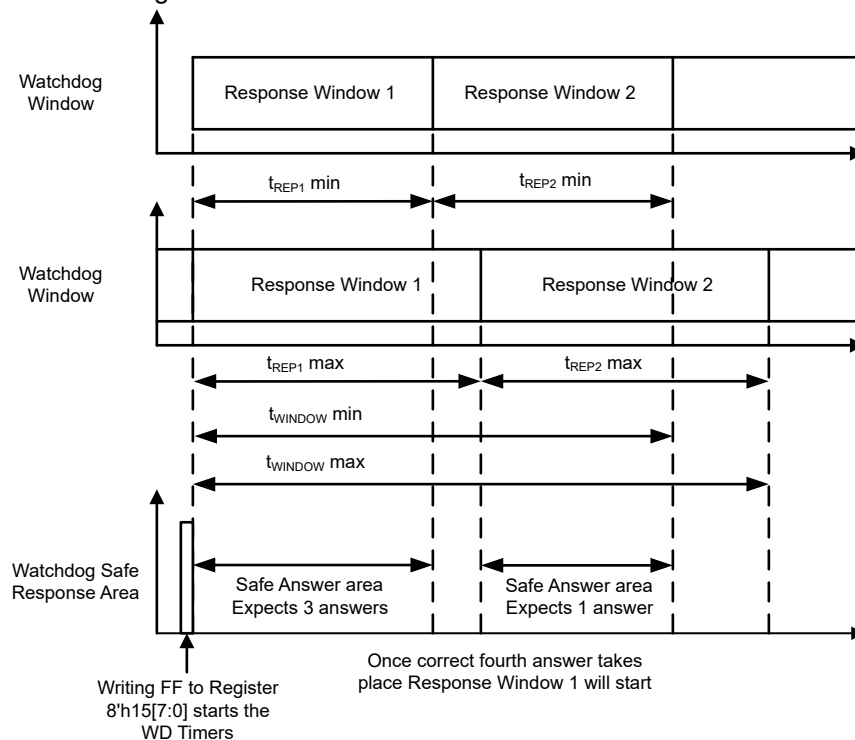 Watchdog
Window
Response Window 1
Response Window 2
tREP1 min
tREP2 min
Watchdog
Window
Response Window 1
Response Window 2
tREP1 max
tREP2 max
tWINDOW min
tWINDOW max
Watchdog Safe
Response Area
Safe Answer area
Expects 3 answers
Safe Answer area
Expects 1 answer
Writing FF to Register
8'h15[7:0] starts the
WD Timers
Once correct fourth answer takes
place Response Window 1 will start